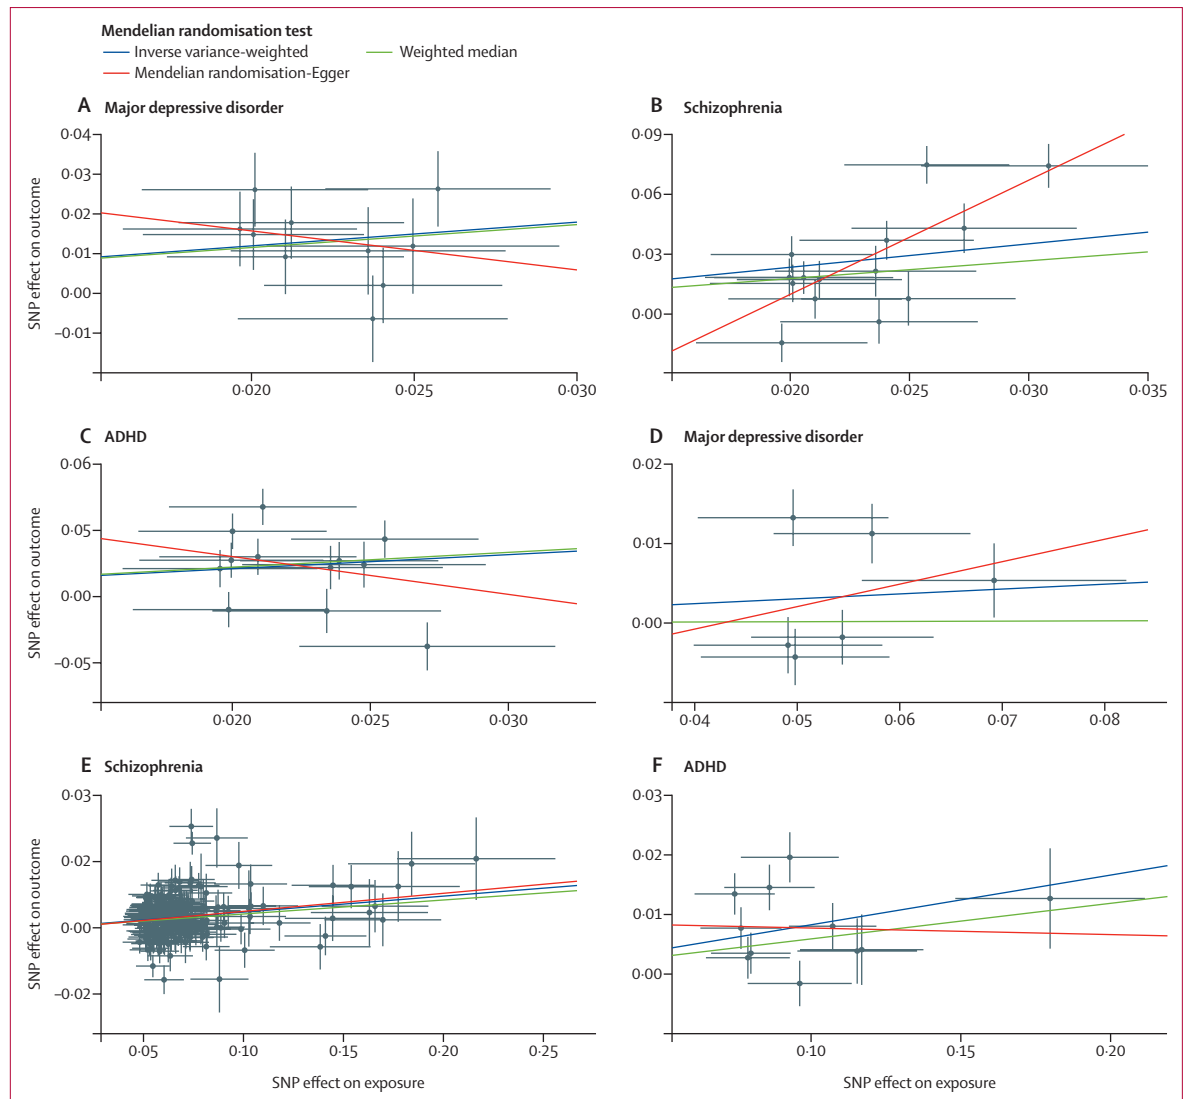 Mendelian randomisation test
Inverse variance-weighted
Weighted median
Mendelian randomisation-Egger
A Major depressive disorder
0·04
0·03
0·02
0·01
0·00
–0·01
SNP effect on outcome
0·020 0·025 0·030
B Schizophrenia
0·09
0·06
0·03
0·00
0·020 0·025 0·030 0·035
C ADHD
0·06
0·05
0·00
–0·05
SNP effect on outcome
0·020 0·025 0·030
D Major depressive disorder
0·02
0·01
0·00
0·04 0·05 0·06 0·07 0·08
E Schizophrenia
0·03
0·02
0·00
–0·02
SNP effect on outcome
0·05 0·10 0·15 0·20 0·25
SNP effect on exposure
F ADHD
0·03
0·02
0·01
0·00
0·10 0·15 0·20
SNP effect on exposure